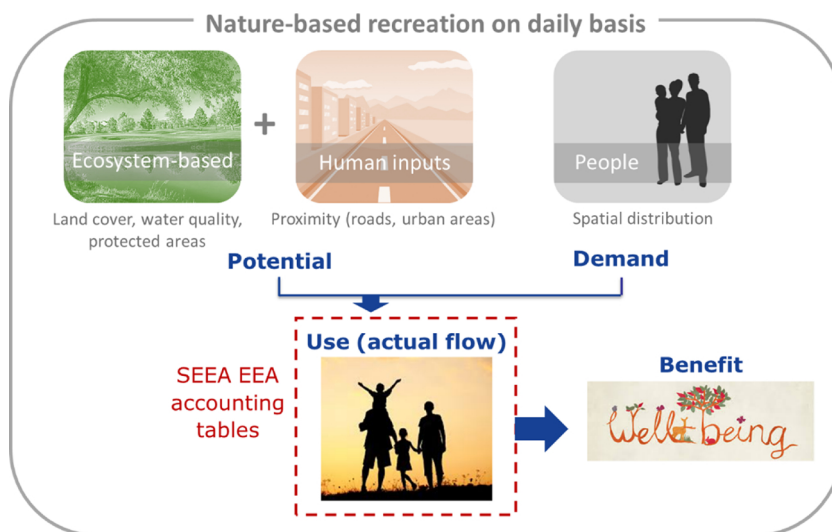 Nature-based recreation on daily basis
Ecosystem-based
+
Human inputs
People
Land cover, water quality,
protected areas
Proximity (roads, urban areas)
Spatial distribution
Potential
Demand
Use (actual flow)
SEEA EEA
accounting
tables
Benefit
Well-being